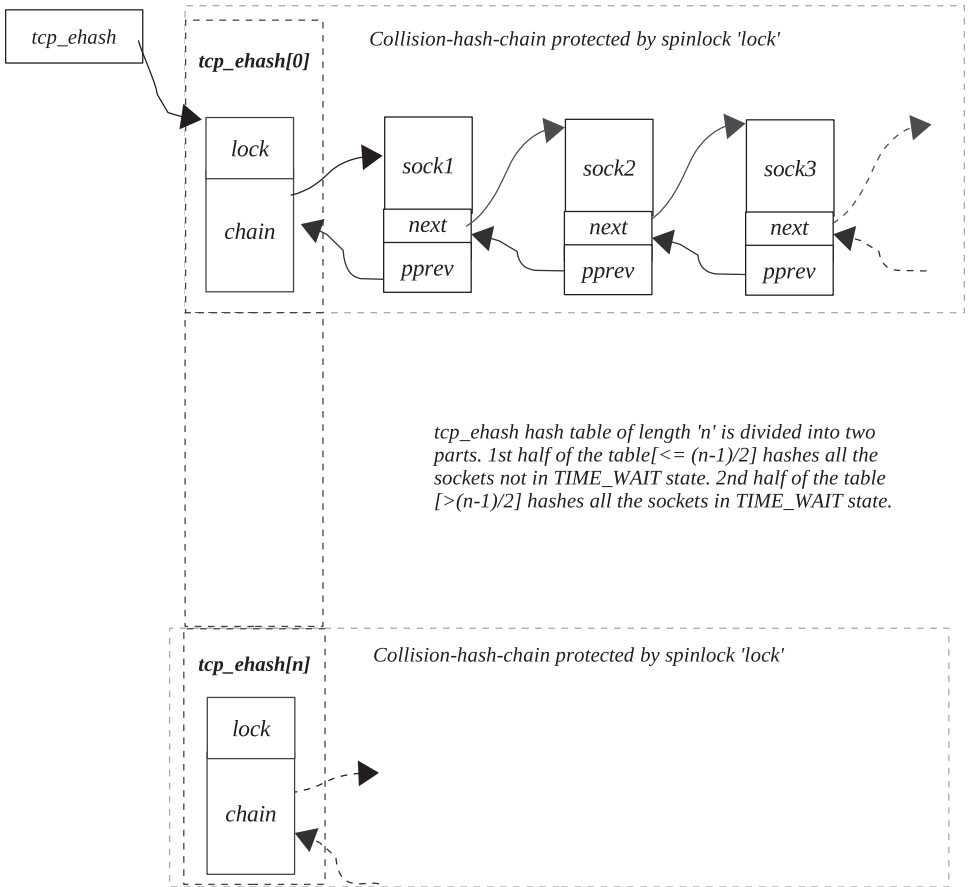 tcp_ehash
Collision-hash-chain protected by spinlock 'lock'
tcp_ehash[0]
lock
chain
sock1
next
pprev
sock2
next
pprev
sock3
next
pprev
tcp_ehash hash table of length 'n' is divided into two
parts. 1st half of the table[<= (n-1)/2] hashes all the
sockets not in TIME_WAIT state. 2nd half of the table
[>(n-1)/2] hashes all the sockets in TIME_WAIT state.
tcp_ehash[n]
Collision-hash-chain protected by spinlock 'lock'
lock
chain